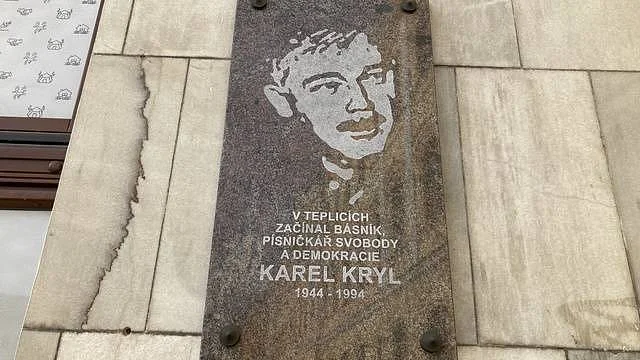 V TEPLICÍCH
ZAČÍNAL BÁSNÍK,
PÍSNIČKÁŘ SVOBODY
A DEMOKRACIE
KAREL KRYL
1944 - 1994